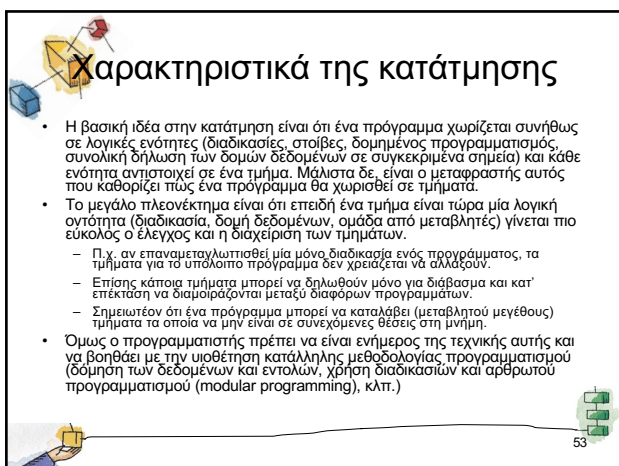 Χαρακτηριστικά της κατάτμησης
• Η βασική ιδέα στην κατάτμηση είναι ότι ένα πρόγραμμα χωρίζεται συνήθως
σε λογικές ενότητες (διαδικασίες, στοίβες, δομημένος προγραμματισμός,
συνολική δήλωση των δομών δεδομένων σε συγκεκριμένα σημεία) και κάθε
ενότητα αντιστοιχεί σε ένα τμήμα. Μάλιστα δε, είναι ο μεταφραστής αυτός
που καθορίζει πώς ένα πρόγραμμα θα χωρισθεί σε τμήματα.
• Το μεγάλο πλεονέκτημα είναι ότι επειδή ένα τμήμα είναι τώρα μία λογική
οντότητα (διαδικασία, δομή δεδομένων, ομάδα από μεταβλητές) γίνεται πιο
εύκολος ο έλεγχος και η διαχείριση των τμημάτων.
– Π.χ. αν επαναμεταγλωττισθεί μία μόνο διαδικασία ενός προγράμματος, τα
τμήματα για το υπόλοιπο πρόγραμμα δεν χρειάζεται να αλλάξουν.
– Επίσης κάποια τμήματα μπορεί να δηλωθούν μόνο για διάβασμα και κατ'
επέκταση να διαμοιράζονται μεταξύ διαφόρων προγραμμάτων.
– Σημειωτέον ότι ένα πρόγραμμα μπορεί να καταλάβει (μεταβλητού μεγέθους)
τμήματα τα οποία να μην είναι σε συνεχόμενες θέσεις στη μνήμη.
• Όμως ο προγραμματιστής πρέπει να είναι ενήμερος της τεχνικής αυτής και
να βοηθάει με την υιοθέτηση κατάλληλης μεθοδολογίας προγραμματισμού
(δόμηση των δεδομένων και εντολών, χρήση διαδικασιών και αρθρωτού
προγραμματισμού (modular programming), κλπ.)
53